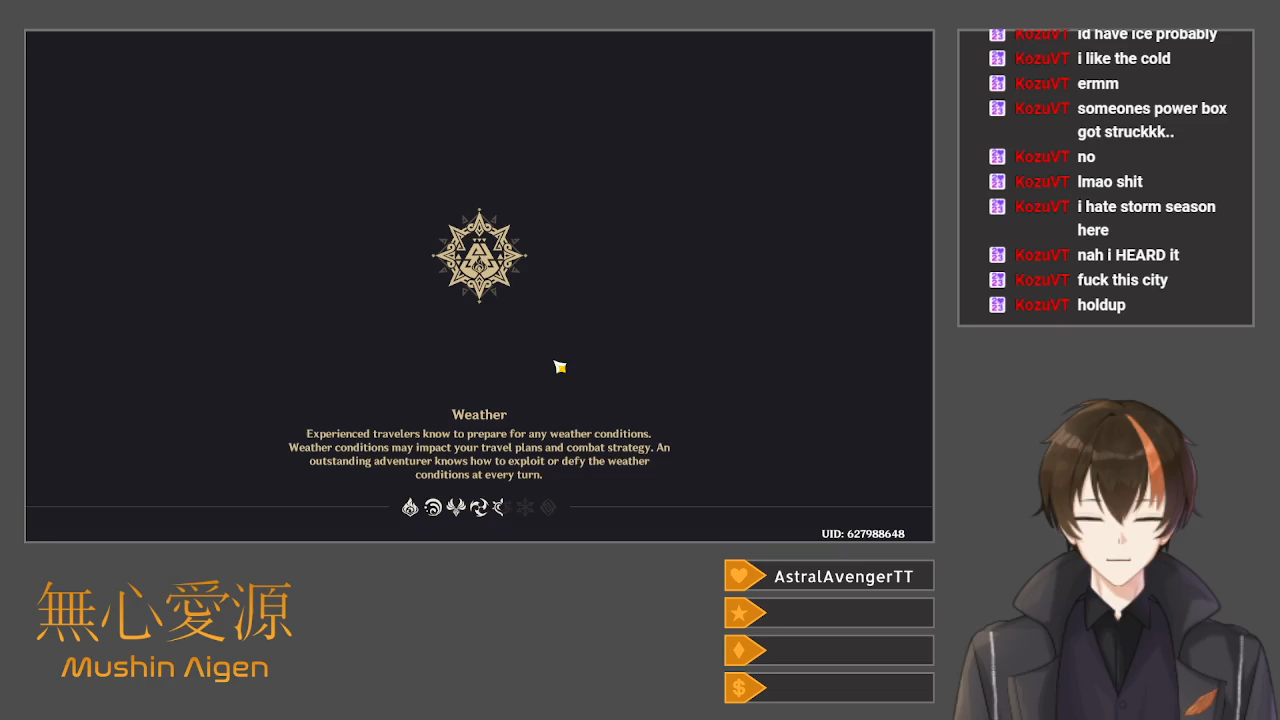 Weather
Experienced travelers know to prepare for any weather conditions.
Weather conditions may impact your travel plans and combat strategy. An
outstanding adventurer knows how to exploit or defy the weather
conditions at every turn.
UID: 627988648
KozuVT id have ice probably
KozuVT i like the cold
KozuVT ermm
KozuVT someones power box
got struckkk..
KozuVT no
KozuVT lmao shit
KozuVT i hate storm season
here
KozuVT nah i HEARD it
KozuVT fuck this city
KozuVT holdup
無心愛源
Mushin Aigen
AstralAvengerTT
$